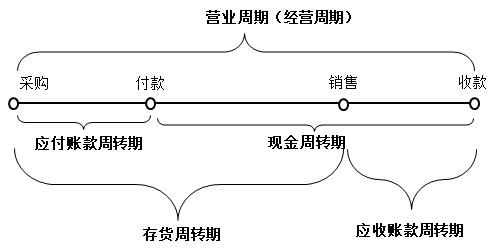 营业周期（经营周期）
采购 付款 销售 收款
应付账款周转期 现金周转期
存货周转期 应收账款周转期